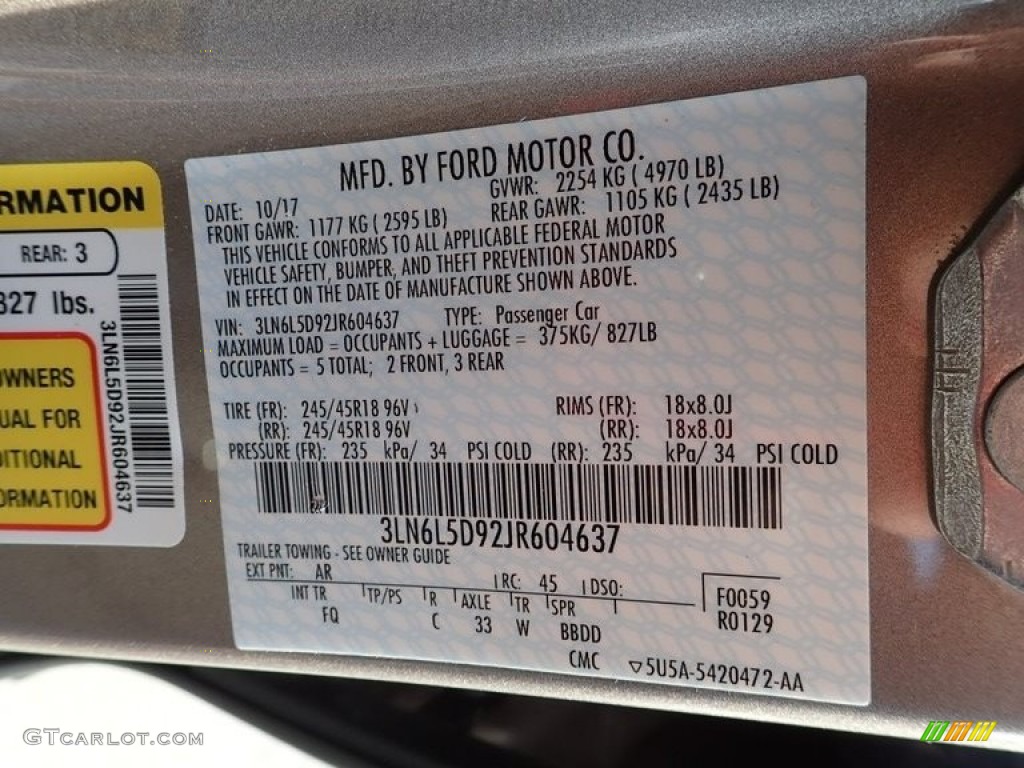 RMATION
REAR: 3
827 lbs.
OWNERS
UAL FOR
DITIONAL
ORMATION
3LN6L5D92JR604637
MFD. BY FORD MOTOR CO.
DATE: 10/17 GVWR: 2254 KG ( 4970 LB)
FRONT GAWR: 1177 KG ( 2595 LB) REAR GAWR: 1105 KG ( 2435 LB)
THIS VEHICLE CONFORMS TO ALL APPLICABLE FEDERAL MOTOR
VEHICLE SAFETY, BUMPER, AND THEFT PREVENTION STANDARDS
IN EFFECT ON THE DATE OF MANUFACTURE SHOWN ABOVE.
VIN: 3LN6L5D92JR604637 TYPE: Passenger Car
MAXIMUM LOAD = OCCUPANTS + LUGGAGE = 375KG/ 827LB
OCCUPANTS = 5 TOTAL; 2 FRONT, 3 REAR
TIRE (FR): 245/45R18 96V RIMS (FR): 18x8.0J
(RR): 245/45R18 96V (RR): 18x8.0J
PRESSURE (FR): 235 kPa/ 34 PSI COLD (RR): 235 kPa/ 34 PSI COLD
3LN6L5D92JR604637
TRAILER TOWING - SEE OWNER GUIDE
EXT PNT: AR RC: 45 DSO:
INT TR TP/PS R AXLE TR SPR
FQ C 33 W BBDD
F0059
R0129
CMC ▽5U5A-5420472-AA
GTCarlot.com